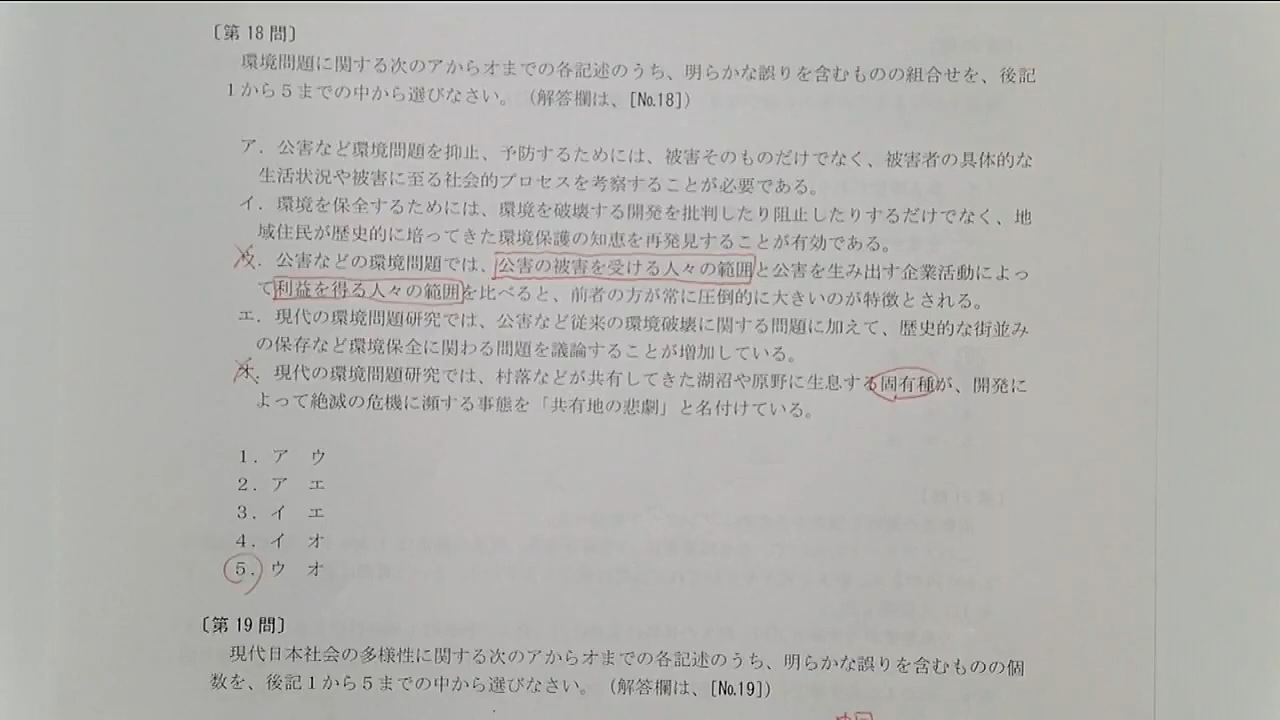 〔第18問〕
環境問題に関する次のアからオまでの各記述のうち、明らかな誤りを含むものの組合せを、後記
１から５までの中から選びなさい。（解答欄は、[№18]）
ア．公害など環境問題を抑止、予防するためには、被害そのものだけでなく、被害者の具体的な
生活状況や被害に至る社会的プロセスを考察することが必要である。
イ．環境を保全するためには、環境を破壊する開発を批判したり阻止したりするだけでなく、地
域住民が歴史的に培ってきた環境保護の知恵を再発見することが有効である。
ウ．公害などの環境問題では、公害の被害を受ける人々の範囲と公害を生み出す企業活動によっ
て利益を得る人々の範囲を比べると、前者の方が常に圧倒的に大きいのが特徴とされる。
エ．現代の環境問題研究では、公害など従来の環境破壊に関する問題に加えて、歴史的な街並み
の保存など環境保全に関わる問題を議論することが増加している。
オ．現代の環境問題研究では、村落などが共有してきた湖沼や原野に生息する固有種が、開発に
よって絶滅の危機に瀕する事態を「共有地の悲劇」と名付けている。
１．ア　ウ
２．ア　エ
３．イ　エ
４．イ　オ
５．ウ　オ
〔第19問〕
現代日本社会の多様性に関する次のアからオまでの各記述のうち、明らかな誤りを含むものの個
数を、後記１から５までの中から選びなさい。（解答欄は、[№19]）